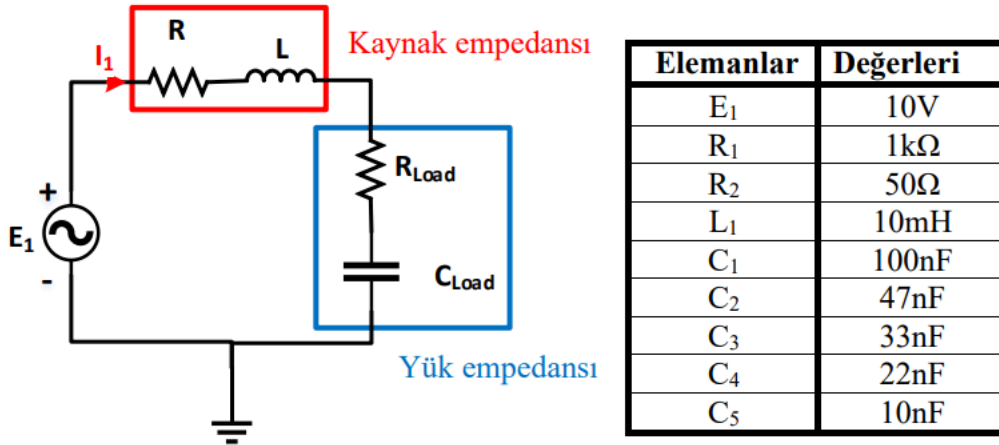 R
L
Kaynak empedansı
I1
RLoad
+
E1
-
CLoad
Yük empedansı
Elemanlar Değerleri
E1 10V
R1 1kΩ
R2 50Ω
L1 10mH
C1 100nF
C2 47nF
C3 33nF
C4 22nF
C5 10nF